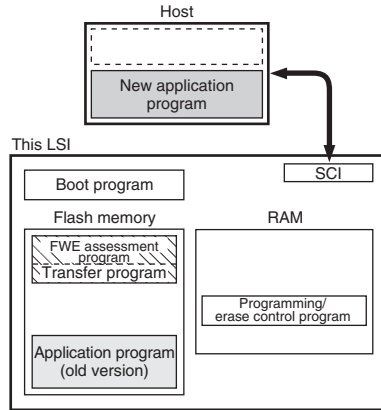 Host
New application
program
This LSI
SCI
Boot program
Flash memory
RAM
FWE assessment
program
Transfer program
Programming/
erase control program
Application program
(old version)